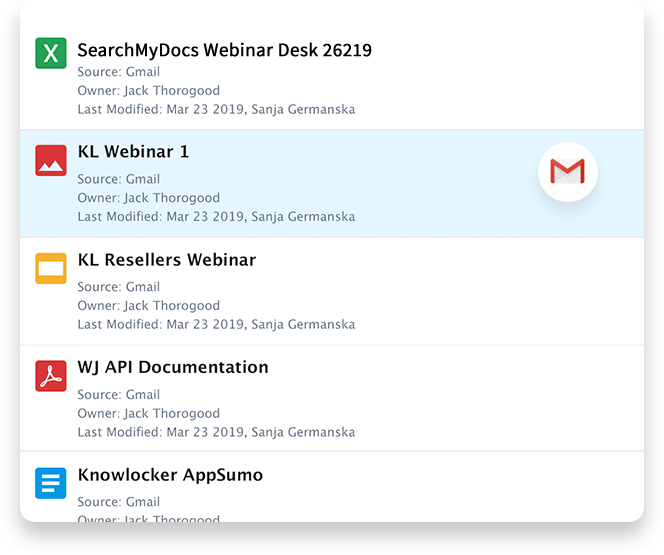 SearchMyDocs Webinar Desk 26219
Source: Gmail
Owner: Jack Thorogood
Last Modified: Mar 23 2019, Sanja Germanska
KL Webinar 1
Source: Gmail
Owner: Jack Thorogood
Last Modified: Mar 23 2019, Sanja Germanska
KL Resellers Webinar
Source: Gmail
Owner: Jack Thorogood
Last Modified: Mar 23 2019, Sanja Germanska
WJ API Documentation
Source: Gmail
Owner: Jack Thorogood
Last Modified: Mar 23 2019, Sanja Germanska
Knowlocker AppSumo
Source: Gmail
Owner: Jack Thorogood